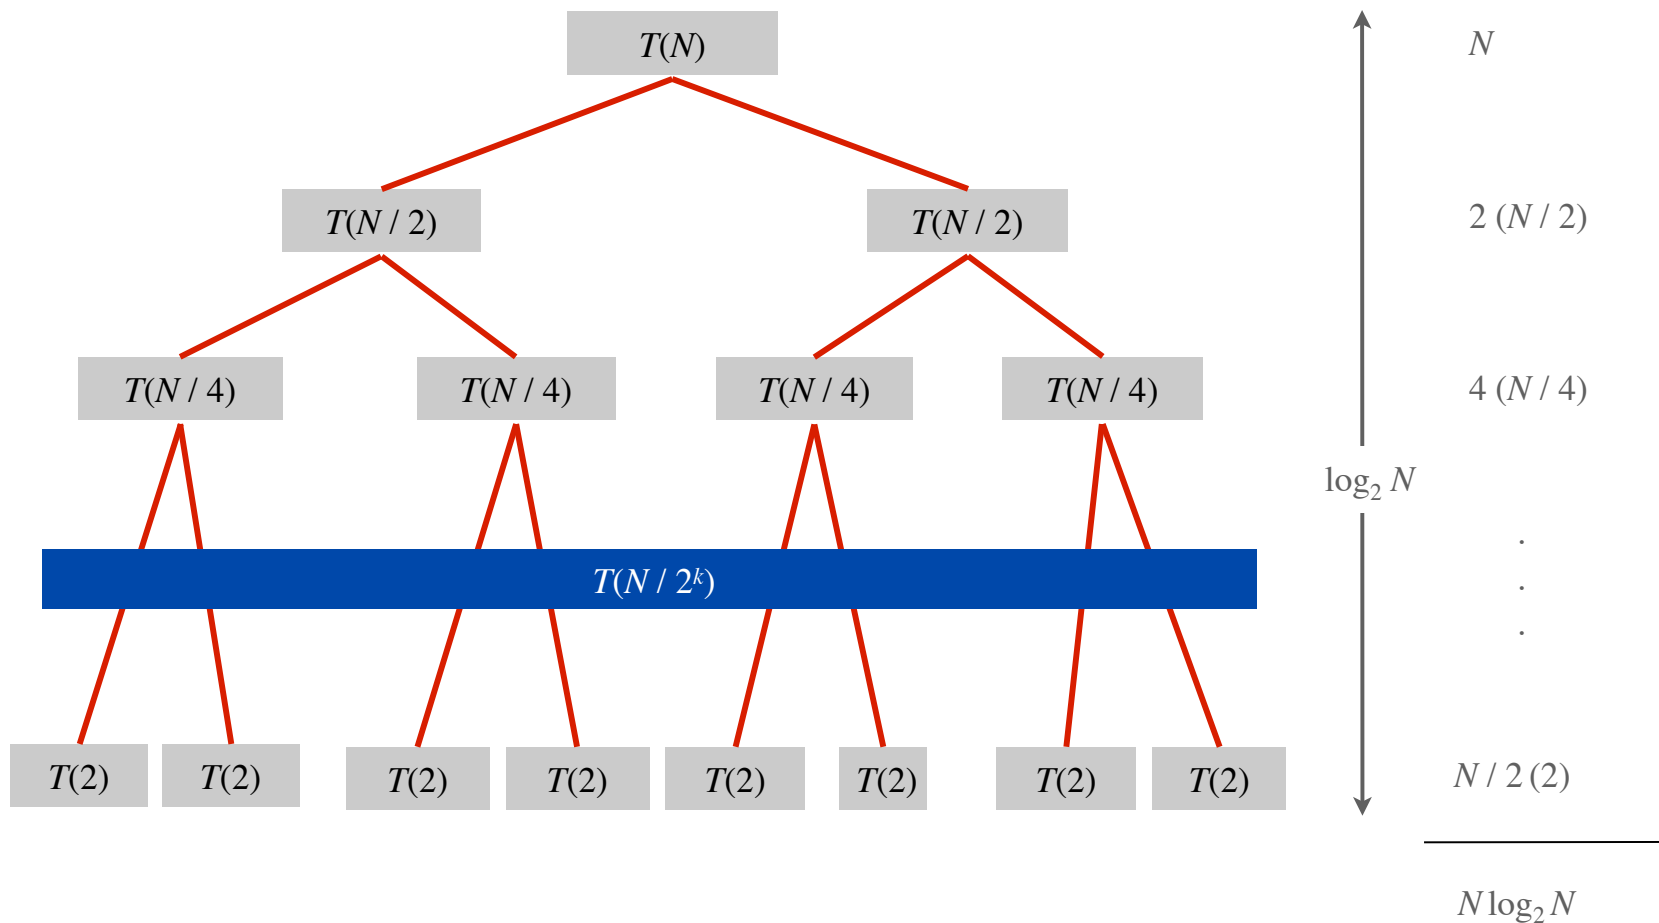 T(N) N
T(N / 2) T(N / 2) 2 (N / 2)
T(N / 4) T(N / 4) T(N / 4) T(N / 4) 4 (N / 4)
log₂ N
.
T(N / 2ᵏ)
.
.
T(2) T(2) T(2) T(2) T(2) T(2) T(2) T(2) N / 2 (2)
N log₂ N